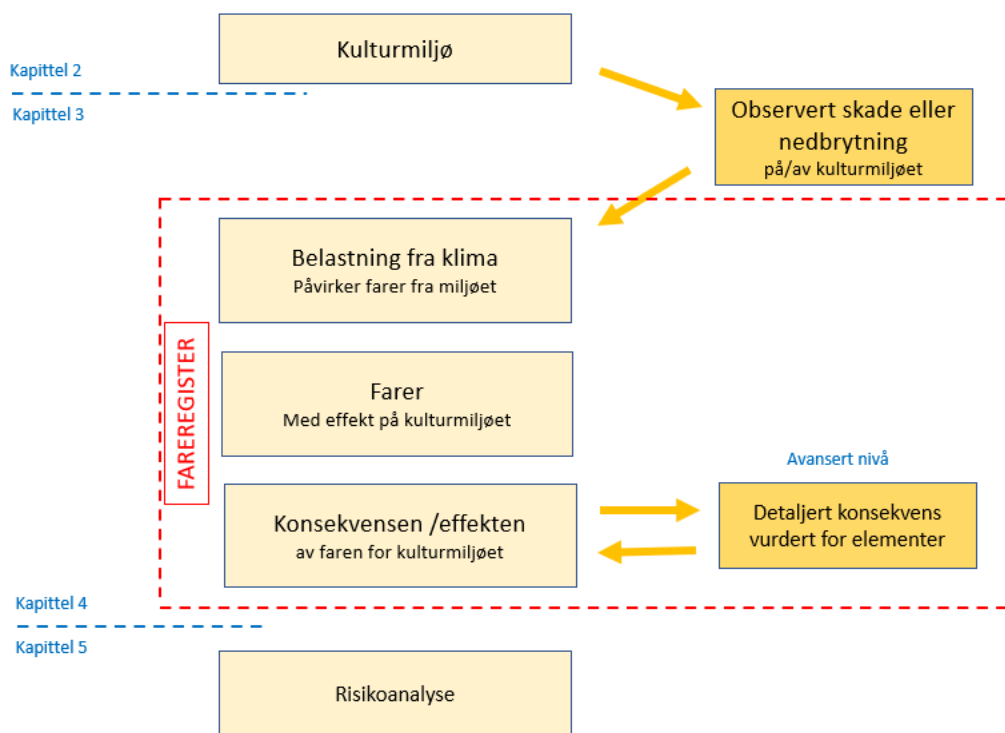 Kulturmiljø
Kapittel 2
Kapittel 3
Observert skade eller
nedbrytning
på/av kulturmiljøet
Belastning fra klima
Påvirker farer fra miljøet
FAREREGISTER
Farer
Med effekt på kulturmiljøet
Avansert nivå
Konsekvensen /effekten
av faren for kulturmiljøet
Detaljert konsekvens
vurdert for elementer
Kapittel 4
Kapittel 5
Risikoanalyse